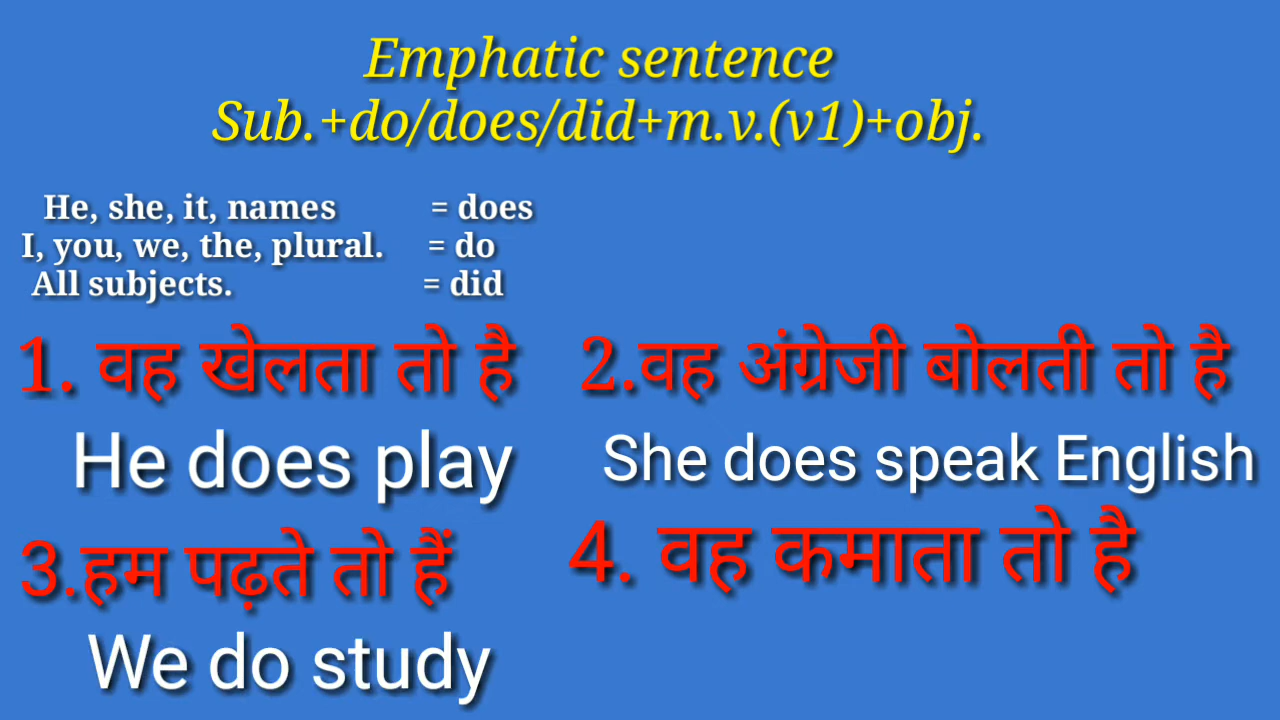 Emphatic sentence
Sub.+do/does/did+m.v.(v1)+obj.
He, she, it, names = does
I, you, we, the, plural. = do
All subjects. = did
1. वह खेलता तो है
2.वह अंग्रेजी बोलती तो है
He does play
She does speak English
3.हम पढ़ते तो हैं
4. वह कमाता तो है
We do study